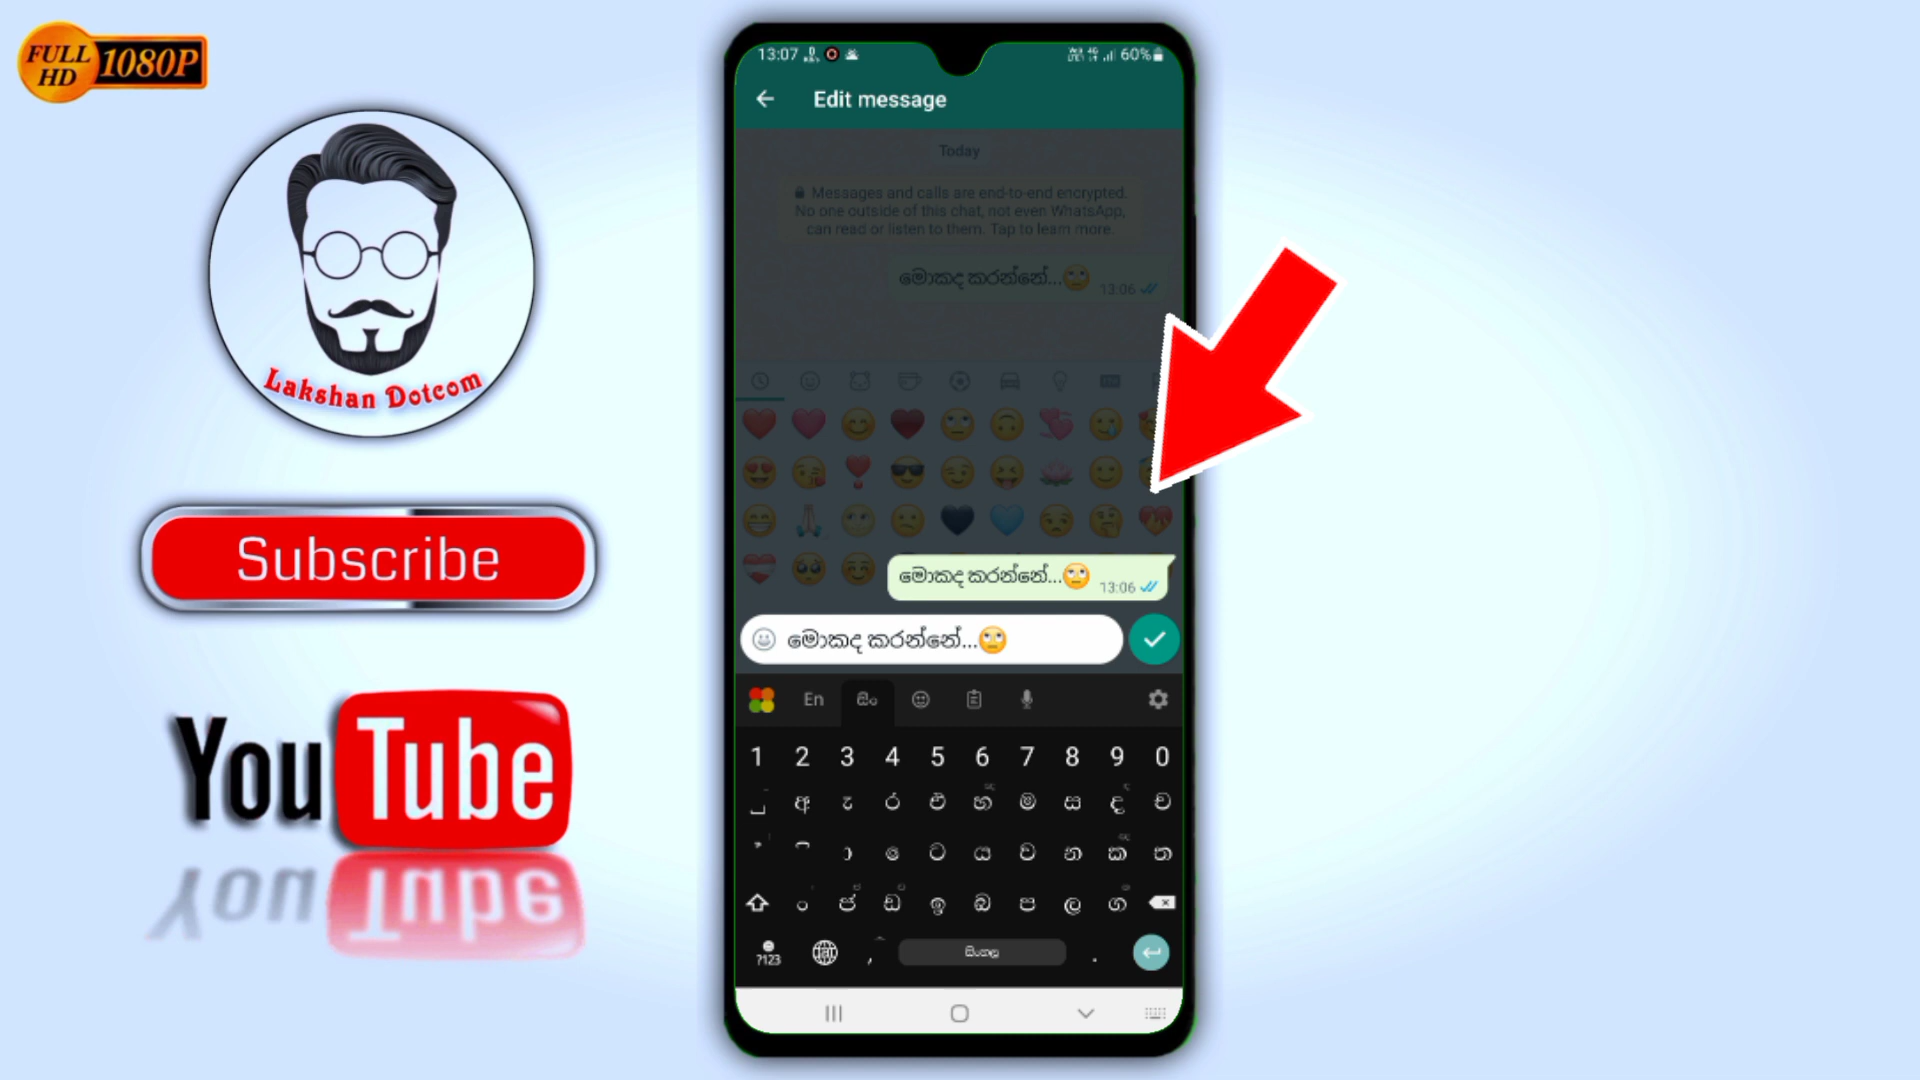 FULL HD 1080P
Lakshan Dotcom
Subscribe
YouTube
13:07
60%
Edit message
Today
Messages and calls are end-to-end encrypted.
No one outside of this chat, not even WhatsApp,
can read or listen to them. Tap to learn more.
මොකද කරන්නේ...🙄
13:06
මොකද කරන්නේ...🙄
13:06
මොකද කරන්නේ...🙄
En සිං
1 2 3 4 5 6 7 8 9 0
අ ැ ර එ හ ම ස ද ච
ා ෙ ට ය ව න ක ත
ං ජ ඩ ඉ බ ප ල ග
?123 , සිංහල .